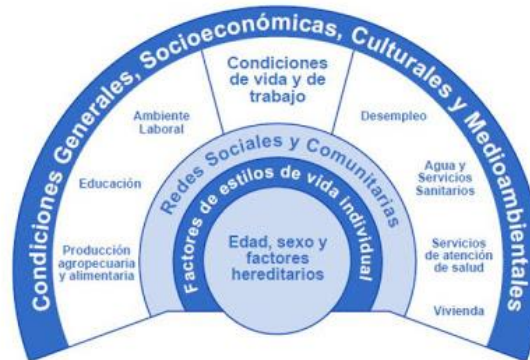 Condiciones Generales, Socioeconómicas, Culturales y Medioambientales
Condiciones
de vida y de
trabajo
Ambiente
Laboral
Desempleo
Educación
Agua y
Servicios
Sanitarios
Producción
agropecuaria
y alimentaria
Servicios
de atención
de salud
Vivienda
Redes Sociales y Comunitarias
Factores de estilos de vida individual
Edad, sexo y
factores
hereditarios